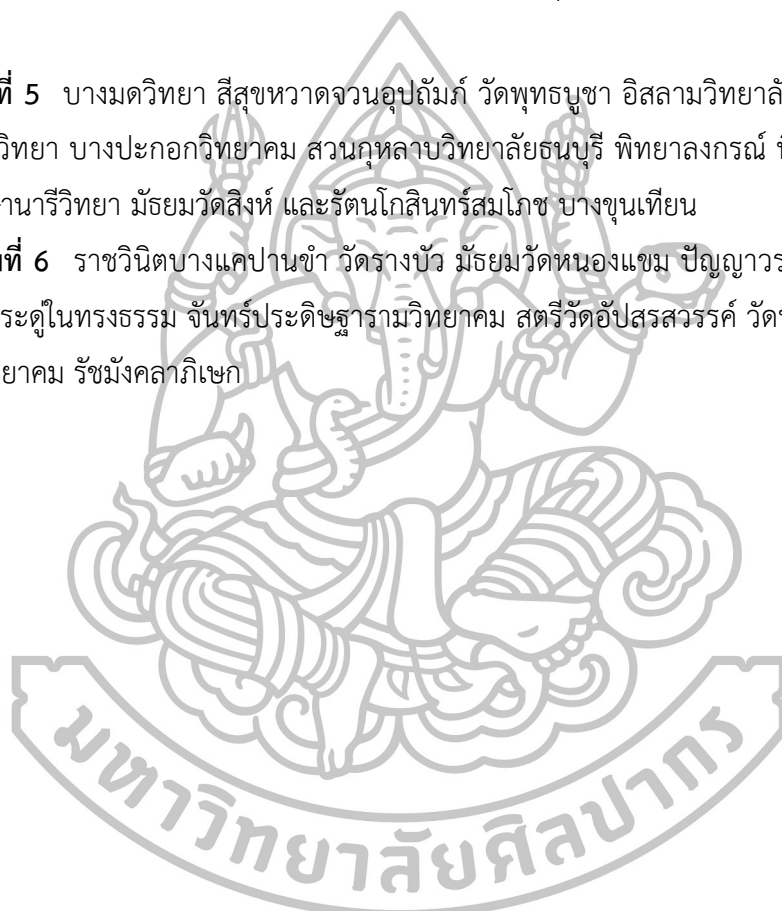 ที่ 5 บางมดวิทยา สีสุขหวาดจวนอุปถัมภ์ วัดพุทธบูชา อิสลามวิทยาลั
วิทยา บางปะกอกวิทยาคม สวนกุหลาบวิทยาลัยธนบุรี พิทยาลงกรณ์
านารีวิทยา มัธยมวัดสิงห์ และรัตนโกสินทร์สมโภช บางขุนเทียน
ที่ 6 ราชวินิตบางแคปานขำ วัดรางบัว มัธยมวัดหนองแขม ปัญญาวร
ระดู่ในทรงธรรม จันทร์ประดิษฐารามวิทยาคม สตรีวัดอัปสรสวรรค์ วัด
ยาคม รัชมังคลาภิเษก
มหาวิทยาลัยศิลปากร